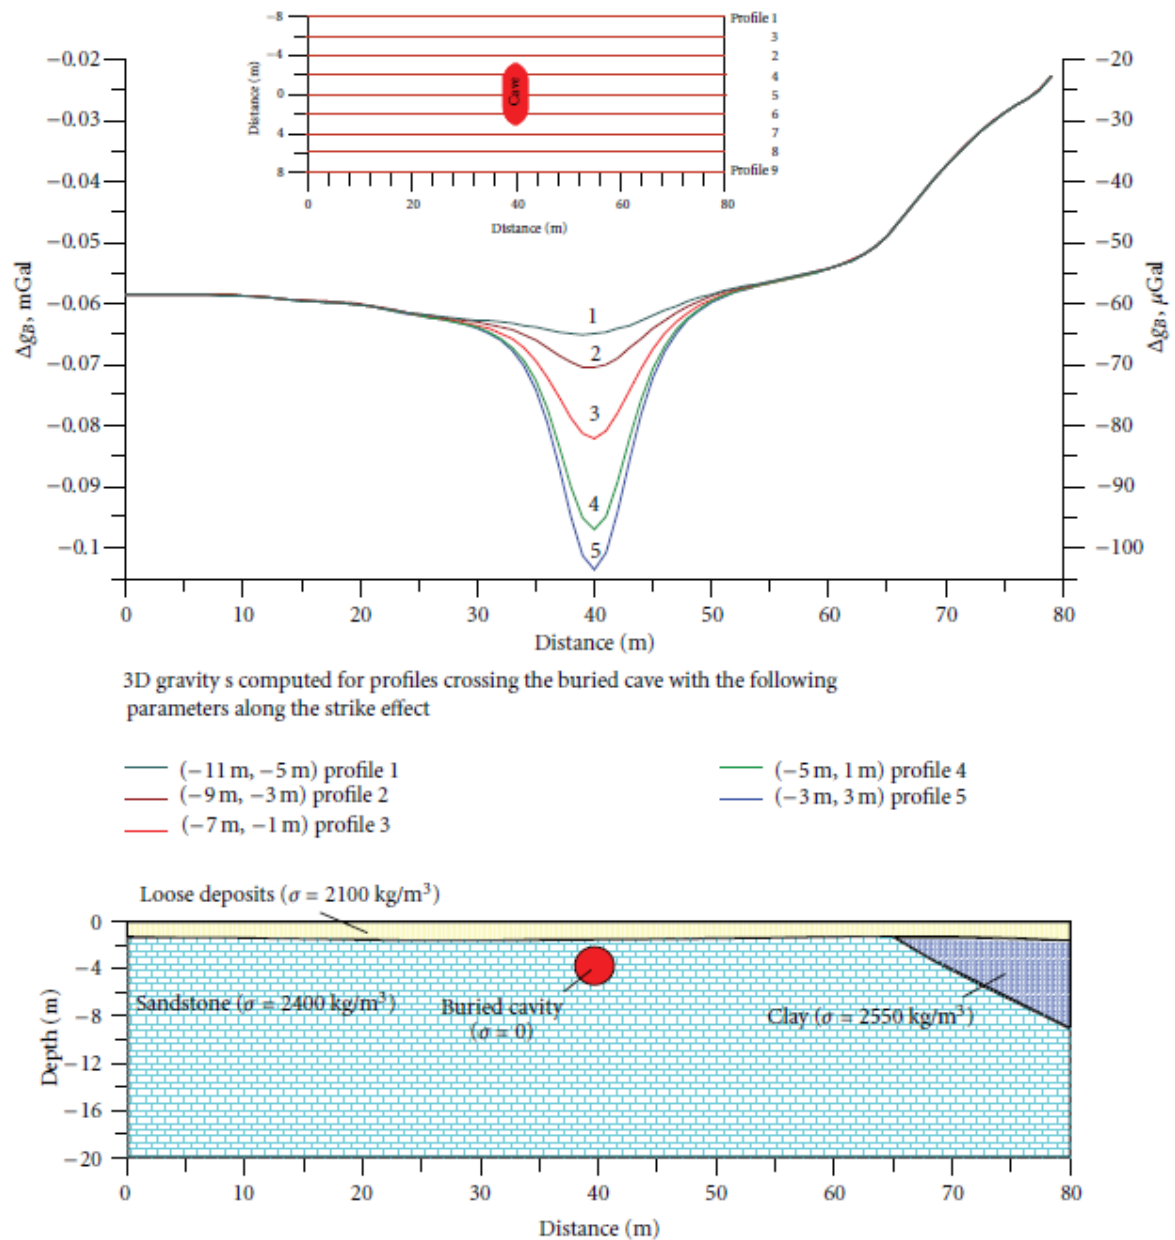 −8
−4
0
4
8
Distance (m)
Cave
Profile 1
3
2
4
5
6
7
8
Profile 9
0 20 40 60 80
Distance (m)
−0.02
−0.03
−0.04
−0.05
−0.06
−0.07
−0.08
−0.09
−0.1
ΔgB, mGal
−20
−30
−40
−50
−60
−70
−80
−90
−100
ΔgB, μGal
1
2
3
4
5
0 10 20 30 40 50 60 70 80
Distance (m)
3D gravity s computed for profiles crossing the buried cave with the following
parameters along the strike effect
(−11 m, −5 m) profile 1
(−9 m, −3 m) profile 2
(−7 m, −1 m) profile 3
(−5 m, 1 m) profile 4
(−3 m, 3 m) profile 5
Loose deposits (σ = 2100 kg/m³)
0
−4
−8
−12
−16
−20
Depth (m)
Sandstone (σ = 2400 kg/m³)
Buried cavity
(σ = 0)
Clay (σ = 2550 kg/m³)
0 10 20 30 40 50 60 70 80
Distance (m)